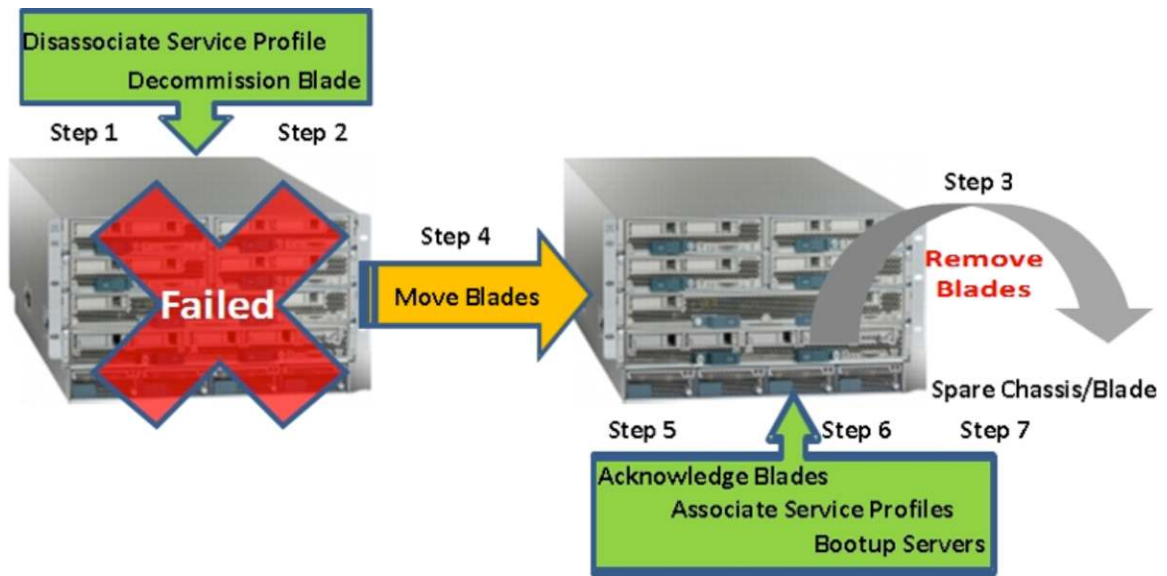 Disassociate Service Profile
Decommission Blade
Step 1
Step 2
Failed
Step 4
Move Blades
Step 3
Remove
Blades
Spare Chassis/Blade
Step 5
Step 6
Step 7
Acknowledge Blades
Associate Service Profiles
Bootup Servers